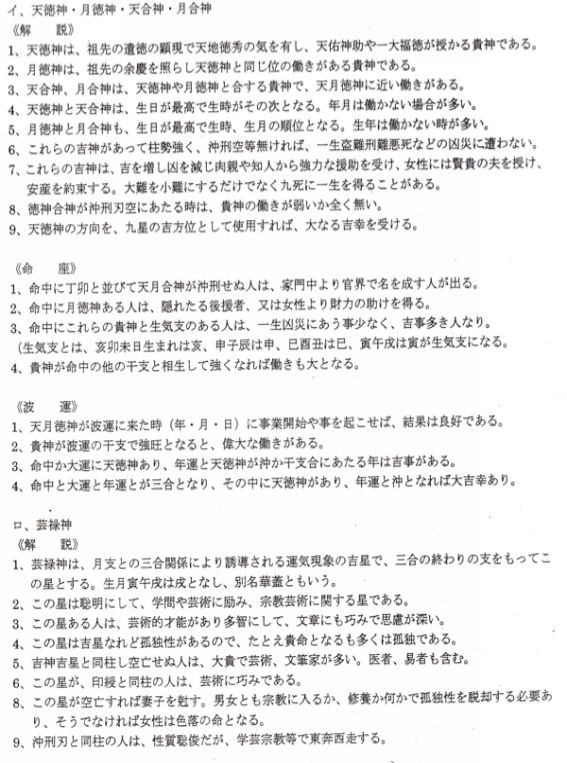 イ、天徳神・月徳神・天合神・月合神
《解　　説》
1、天徳神は、祖先の遺徳の顕現で天地徳秀の気を有し、天佑神助や一大福徳が授かる貴神である。
2、月徳神は、祖先の余慶を照らし天徳神と同じ位の働きがある貴神である。
3、天合神、月合神は、天徳神や月徳神と合する貴神で、天月徳神に近い働きがある。
4、天徳神と天合神は、生日が最高で生時がその次となる。年月は働かない場合が多い。
5、月徳神と月合神も、生日が最高で生時、生月の順位となる。生年は働かない時が多い。
6、これらの吉神があって柱勢強く、沖刑空等無ければ、一生盗難刑難悪死などの凶災に遭わない。
7、これらの吉神は、吉を増し凶を減じ肉親や知人から強力な援助を受け、女性には賢貴の夫を授け、
安産を約束する。大難を小難にするだけでなく九死に一生を得ることがある。
8、徳神合神が沖刑刃空にあたる時は、貴神の働きが弱いか全く無い。
9、天徳神の方向を、九星の吉方位として使用すれば、大なる吉幸を受ける。
《命　　座》
1、命中に丁卯と並びて天月合神が沖刑せぬ人は、家門中より官界で名を成す人が出る。
2、命中に月徳神ある人は、隠れたる後援者、又は女性より財力の助けを得る。
3、命中にこれらの貴神と生気支のある人は、一生凶災にあう事少なく、吉事多き人なり。
（生気支とは、亥卯未日生まれは亥、申子辰は申、巳酉丑は巳、寅午戌は寅が生気支になる。
4、貴神が命中の他の干支と相生して強くなれば働きも大となる。
《波　　運》
1、天月徳神が波運に来た時（年・月・日）に事業開始や事を起こせば、結果は良好である。
2、貴神が波運の干支で強旺となると、偉大な働きがある。
3、命中か大運に天徳神あり、年運と天徳神が沖か干支合にあたる年は吉事がある。
4、命中と大運と年運とが三合となり、その中に天徳神があり、年運と沖となれば大吉幸あり。
ロ、芸禄神
《解　　説》
1、芸禄神は、月支との三合関係により誘導される運気現象の吉星で、三合の終わりの支をもってこ
の星とする。生月寅午戌は戌となし、別名華蓋ともいう。
2、この星は聡明にして、学問や芸術に励み、宗教芸術に関する星である。
3、この星ある人は、芸術的才能があり多智にして、文章にも巧みで思慮が深い。
4、この星は吉星なれど孤独性があるので、たとえ貴命となるも多くは孤独である。
5、吉神吉星と同柱し空亡せぬ人は、大貴で芸術、文筆家が多い。医者、易者も含む。
6、この星が、印綬と同柱の人は、芸術に巧みである。
8、この星が空亡すれば妻子を剋す。男女とも宗教に入るか、修養か何かで孤独性を脱却する必要あ
り、そうでなければ女性は色落の命となる。
9、沖刑刃と同柱の人は、性質聡俊だが、学芸宗教等で東奔西走する。